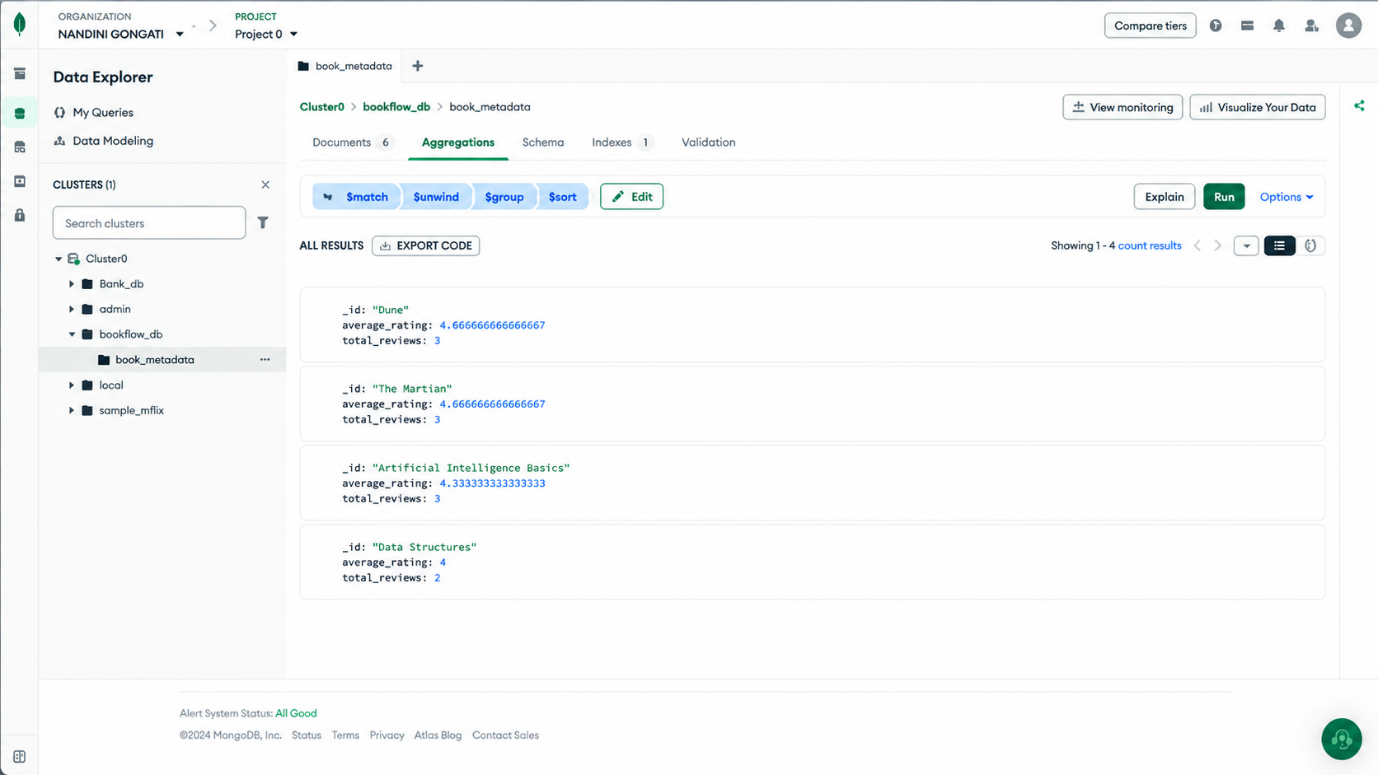 ORGANIZATION
NANDINI GONGATI
PROJECT
Project 0
Compare tiers
Data Explorer
My Queries
Data Modeling
CLUSTERS (1)
Search clusters
Cluster0
Bank_db
admin
bookflow_db
book_metadata
local
sample_mflix
book_metadata
Cluster0 > bookflow_db > book_metadata
View monitoring
Visualize Your Data
Documents 6 Aggregations Schema Indexes 1 Validation
$match $unwind $group $sort Edit
Explain Run Options
ALL RESULTS EXPORT CODE
Showing 1 - 4 count results
_id: "Dune"
average_rating: 4.666666666666667
total_reviews: 3
_id: "The Martian"
average_rating: 4.666666666666667
total_reviews: 3
_id: "Artificial Intelligence Basics"
average_rating: 4.333333333333333
total_reviews: 3
_id: "Data Structures"
average_rating: 4
total_reviews: 2
Alert System Status: All Good
©2024 MongoDB, Inc. Status Terms Privacy Atlas Blog Contact Sales